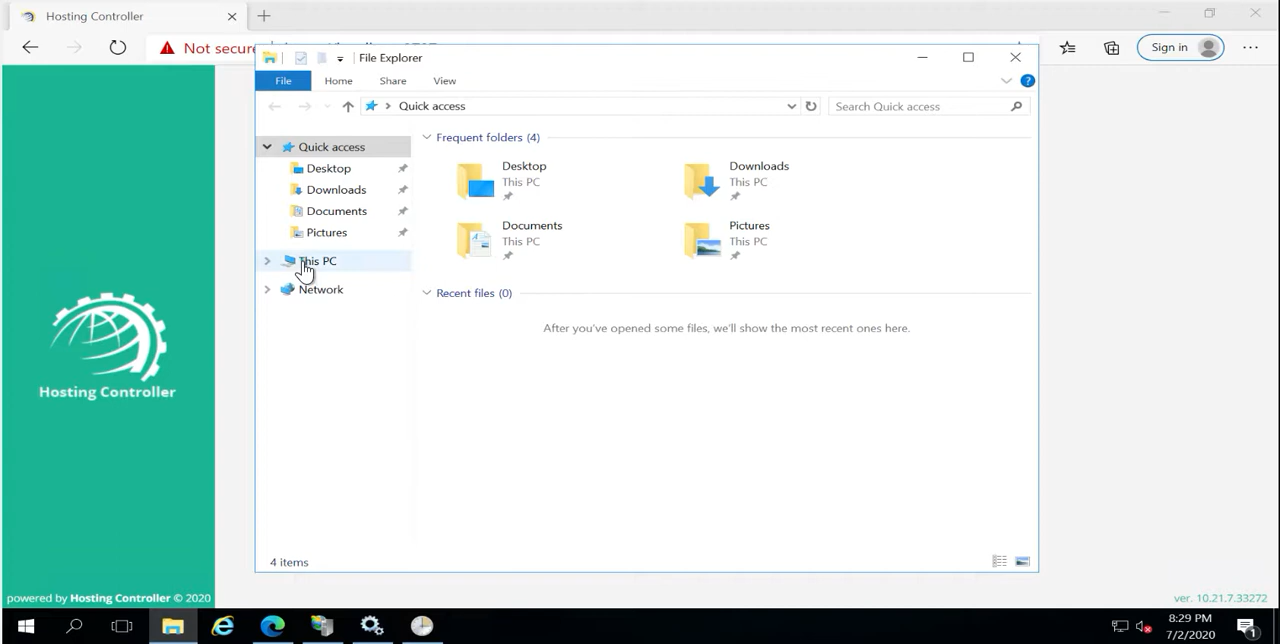 Hosting Controller
Not secure
Sign in
File Explorer
File
Home
Share
View
Quick access
Search Quick access
Quick access
Desktop
Downloads
Documents
Pictures
This PC
Network
Frequent folders (4)
Desktop
This PC
Downloads
This PC
Documents
This PC
Pictures
This PC
Recent files (0)
After you've opened some files, we'll show the most recent ones here.
4 items
Hosting Controller
powered by Hosting Controller © 2020
ver. 10.21.7.33272
8:29 PM
7/2/2020
1